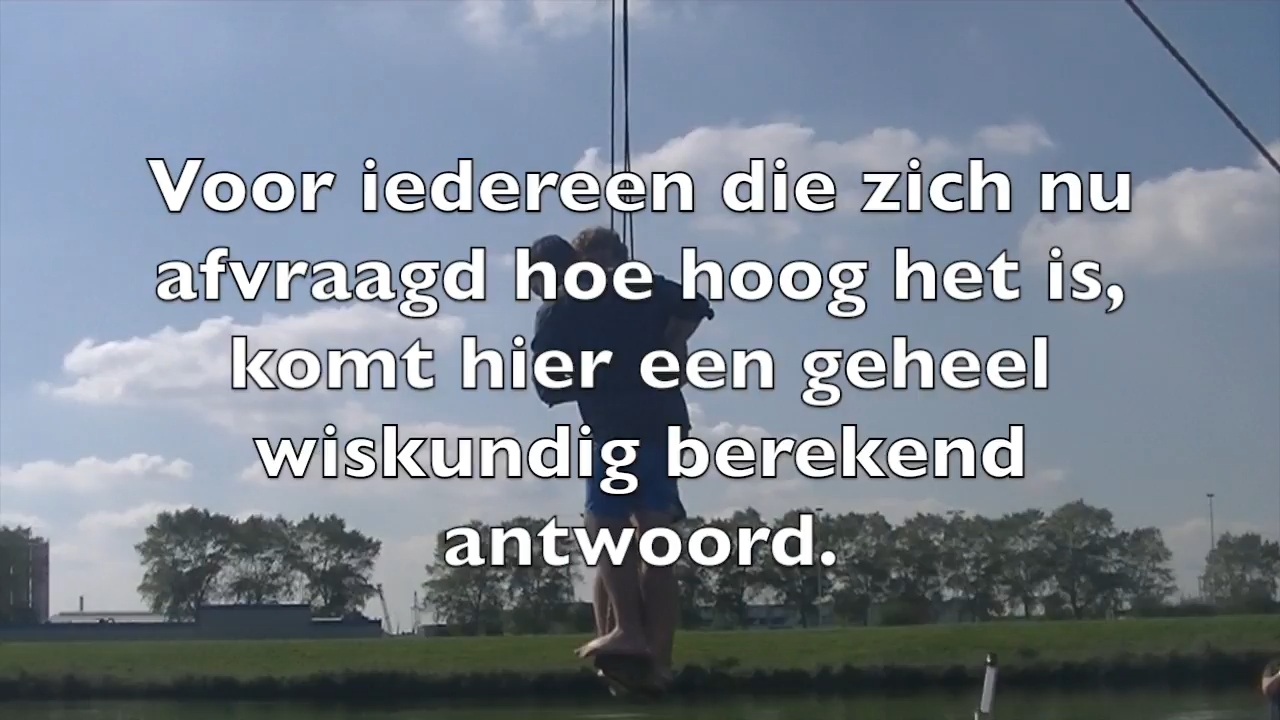 Voor iedereen die zich nu
afvraagd hoe hoog het is,
komt hier een geheel
wiskundig berekend
antwoord.